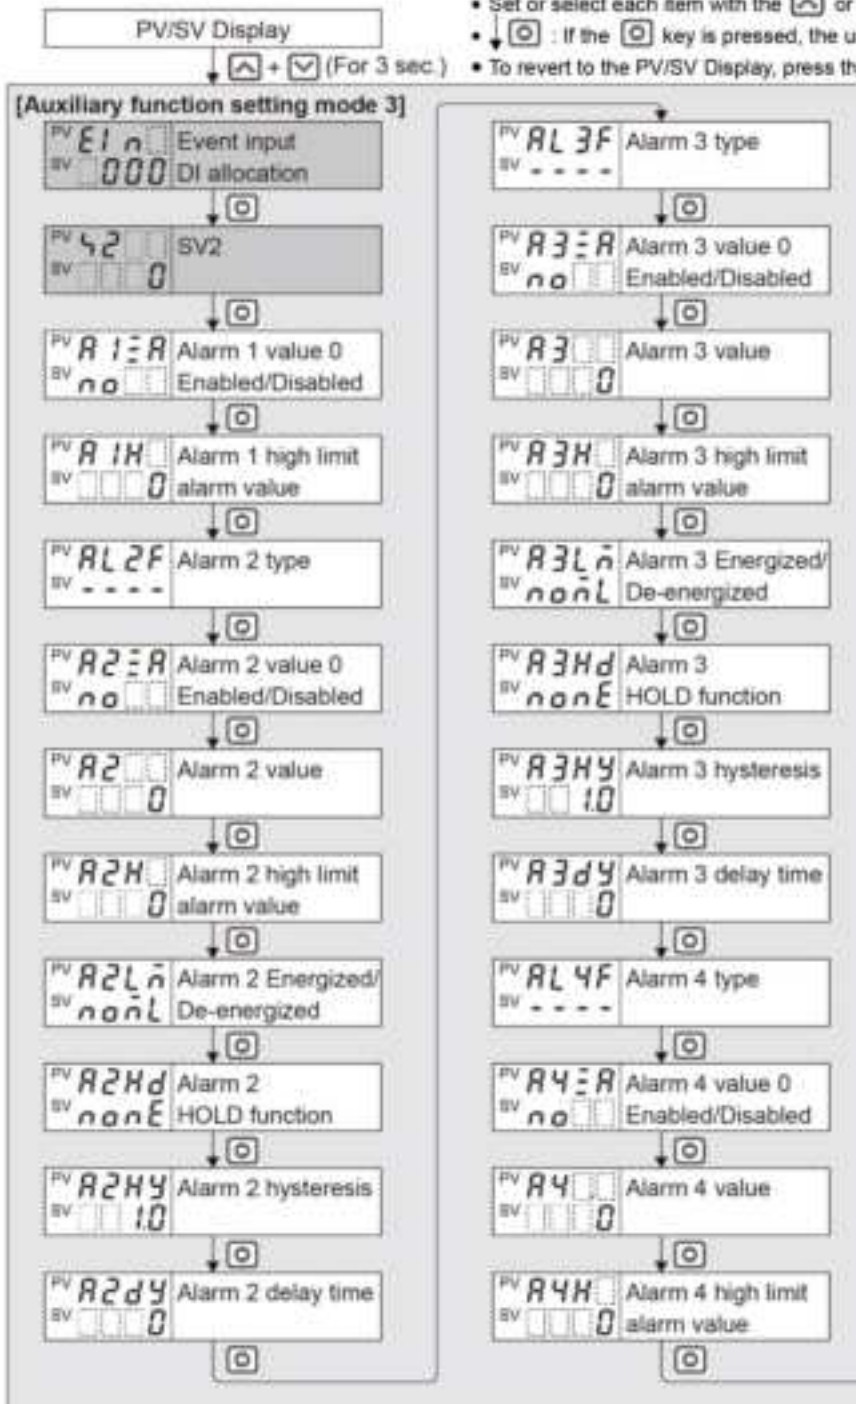 • Set or select each item with the or
PV/SV Display
• : If the key is pressed, the u
+ (For 3 sec.)
• To revert to the PV/SV Display, press th
[Auxiliary function setting mode 3]
PV Event input
SV 000 DI allocation
PV SV2
SV 0
PV Alarm 1 value 0
SV no Enabled/Disabled
PV A1H Alarm 1 high limit
SV 0 alarm value
PV AL2F Alarm 2 type
SV ----
PV Alarm 2 value 0
SV no Enabled/Disabled
PV A2 Alarm 2 value
SV 0
PV A2H Alarm 2 high limit
SV 0 alarm value
PV A2Lm Alarm 2 Energized/
SV nomL De-energized
PV A2Hd Alarm 2
SV nonE HOLD function
PV A2HY Alarm 2 hysteresis
SV 1.0
PV A2dY Alarm 2 delay time
SV 0
PV AL3F Alarm 3 type
SV ----
PV Alarm 3 value 0
SV no Enabled/Disabled
PV A3 Alarm 3 value
SV 0
PV A3H Alarm 3 high limit
SV 0 alarm value
PV A3Lm Alarm 3 Energized/
SV nomL De-energized
PV A3Hd Alarm 3
SV nonE HOLD function
PV A3HY Alarm 3 hysteresis
SV 1.0
PV A3dY Alarm 3 delay time
SV 0
PV AL4F Alarm 4 type
SV ----
PV Alarm 4 value 0
SV no Enabled/Disabled
PV A4 Alarm 4 value
SV 0
PV A4H Alarm 4 high limit
SV 0 alarm value